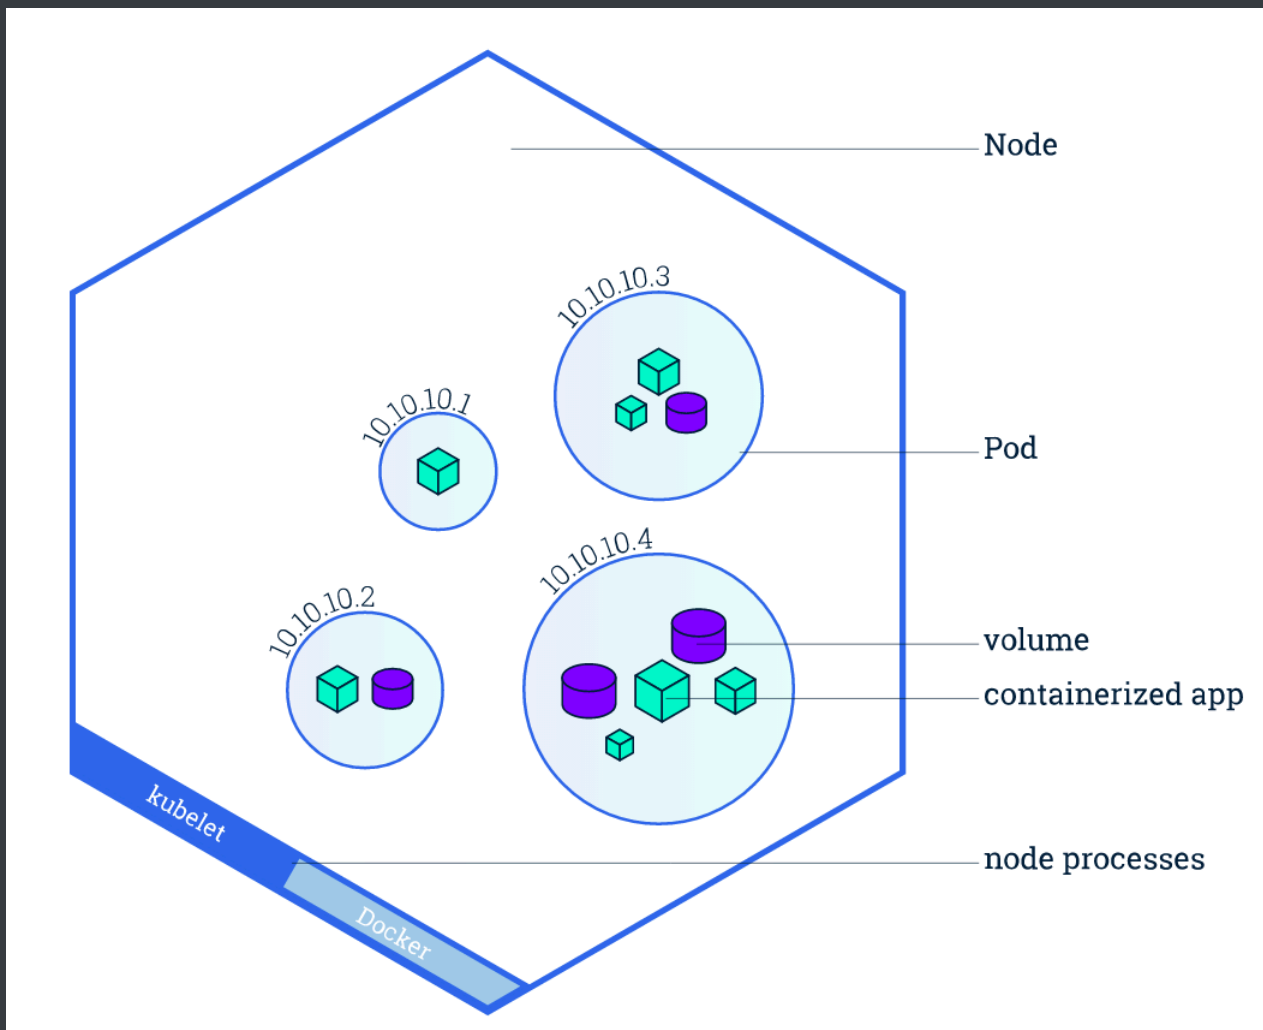 Node
10.10.10.3
10.10.10.1
Pod
10.10.10.4
10.10.10.2
volume
containerized app
kubelet
node processes
Docker